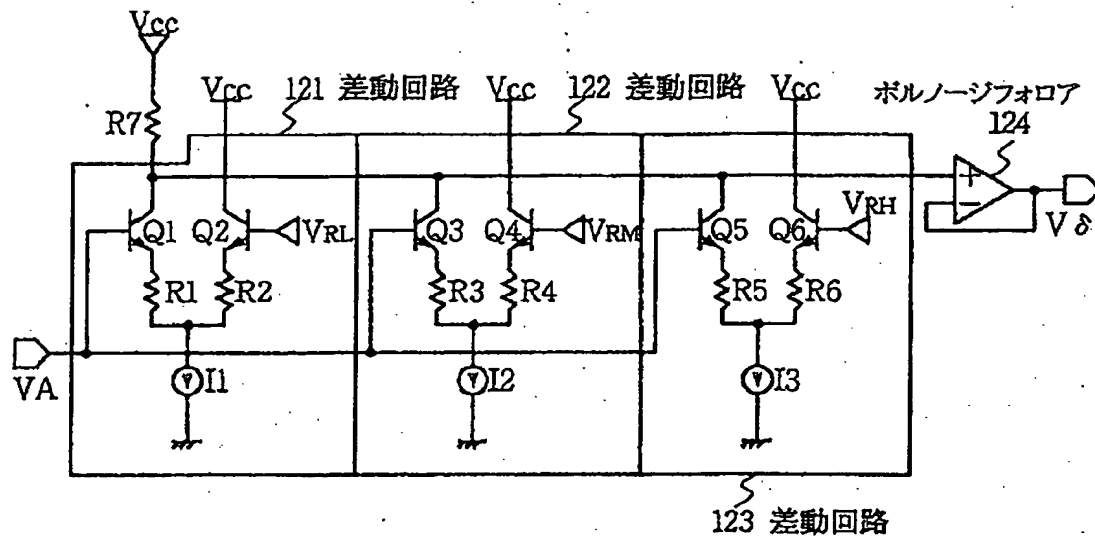 Vcc
Vcc 121 差動回路 Vcc 122 差動回路 Vcc ボルノージフォロア
124
R7
+
−
Vδ
Q1 Q2 VRL Q3 Q4 VRM Q5 Q6 VRH
R1 R2 R3 R4 R5 R6
VA I1 I2 I3
123 差動回路